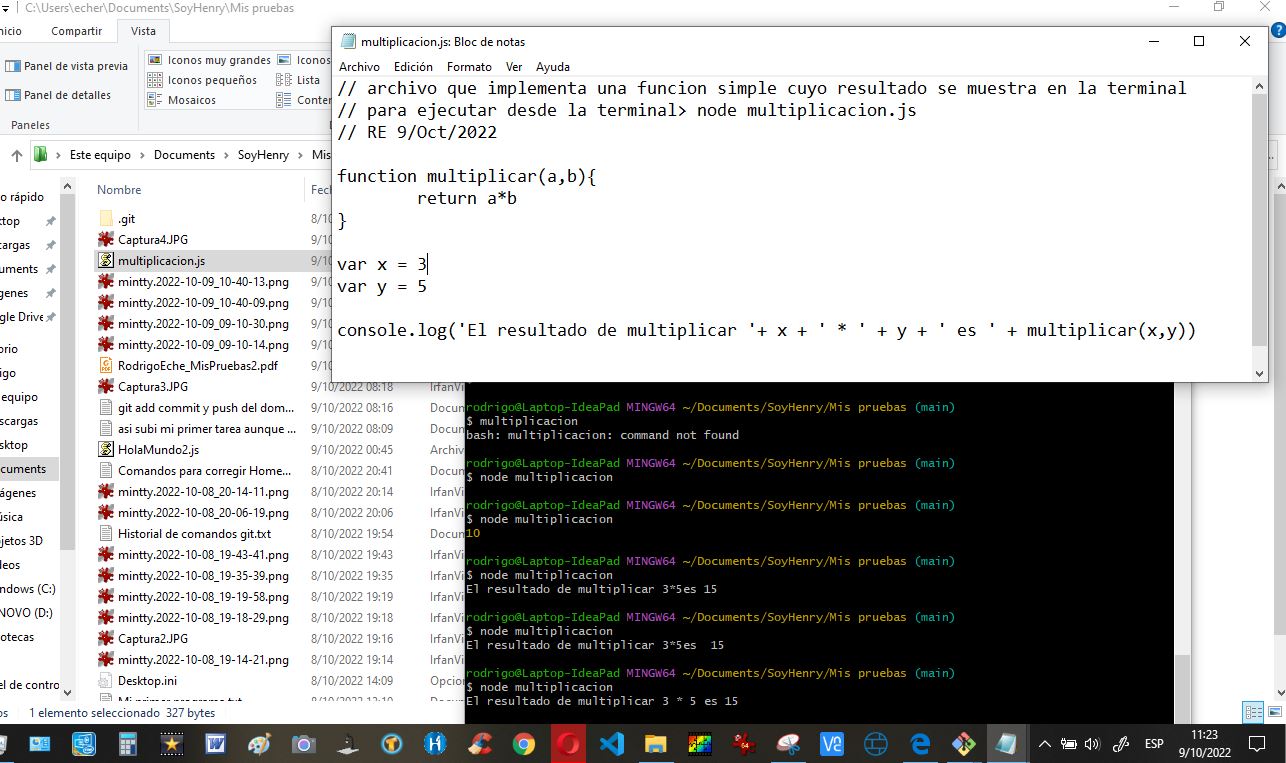 C:\Users\echer\Documents\SoyHenry\Mis pruebas
nicio Compartir Vista
Panel de vista previa
Panel de detalles
Paneles
Iconos muy grandes Iconos
Iconos pequeños Lista
Mosaicos Conter
Este equipo > Documents > SoyHenry > Mis
multiplicacion.js: Bloc de notas
Archivo Edición Formato Ver Ayuda
// archivo que implementa una funcion simple cuyo resultado se muestra en la terminal
// para ejecutar desde la terminal> node multiplicacion.js
// RE 9/Oct/2022
function multiplicar(a,b){
return a*b
}
var x = 3
var y = 5
console.log('El resultado de multiplicar '+ x + ' * ' + y + ' es ' + multiplicar(x,y))
o rápido
ktop
cargas
uments
genes
gle Drive
orio
igo
equipo
scargas
sktop
cuments
ágenes
úsica
jetos 3D
deos
ndows (C:)
NOVO (D:)
otecas
nel de contro
Nombre Fech
.git 8/10
Captura4.JPG 9/10
multiplicacion.js 9/10
mintty.2022-10-09_10-40-13.png 9/10
mintty.2022-10-09_10-40-09.png 9/10
mintty.2022-10-09_09-10-30.png 9/10
mintty.2022-10-09_09-10-14.png 9/10
RodrigoEche_MisPruebas2.pdf 9/10
Captura3.JPG 9/10/2022 08:18 IrfanVi
git add commit y push del dom... 9/10/2022 08:16 Docun
asi subi mi primer tarea aunque ... 9/10/2022 08:09 Docun
HolaMundo2.js 9/10/2022 00:45 Archiv
Comandos para corregir Home... 8/10/2022 20:41 Docun
mintty.2022-10-08_20-14-11.png 8/10/2022 20:14 IrfanVi
mintty.2022-10-08_20-05-19.png 8/10/2022 20:06 IrfanVi
Historial de comandos git.txt 8/10/2022 19:54 Docun
mintty.2022-10-08_19-43-41.png 8/10/2022 19:43 IrfanVi
mintty.2022-10-08_19-35-39.png 8/10/2022 19:35 IrfanVi
mintty.2022-10-08_19-19-58.png 8/10/2022 19:19 IrfanVi
mintty.2022-10-08_19-18-29.png 8/10/2022 19:18 IrfanVi
Captura2.JPG 8/10/2022 19:16 IrfanVi
mintty.2022-10-08_19-14-21.png 8/10/2022 19:14 IrfanVi
Desktop.ini 8/10/2022 14:09 Opcio
rodrigo@Laptop-IdeaPad MINGW64 ~/Documents/SoyHenry/Mis pruebas (main)
$ multiplicacion
bash: multiplicacion: command not found
rodrigo@Laptop-IdeaPad MINGW64 ~/Documents/SoyHenry/Mis pruebas (main)
$ node multiplicacion
rodrigo@Laptop-IdeaPad MINGW64 ~/Documents/SoyHenry/Mis pruebas (main)
$ node multiplicacion
10
rodrigo@Laptop-IdeaPad MINGW64 ~/Documents/SoyHenry/Mis pruebas (main)
$ node multiplicacion
El resultado de multiplicar 3*5es 15
rodrigo@Laptop-IdeaPad MINGW64 ~/Documents/SoyHenry/Mis pruebas (main)
$ node multiplicacion
El resultado de multiplicar 3*5es  15
rodrigo@Laptop-IdeaPad MINGW64 ~/Documents/SoyHenry/Mis pruebas (main)
$ node multiplicacion
El resultado de multiplicar 3 * 5 es 15
os 1 elemento seleccionado 327 bytes
ESP
11:23
9/10/2022